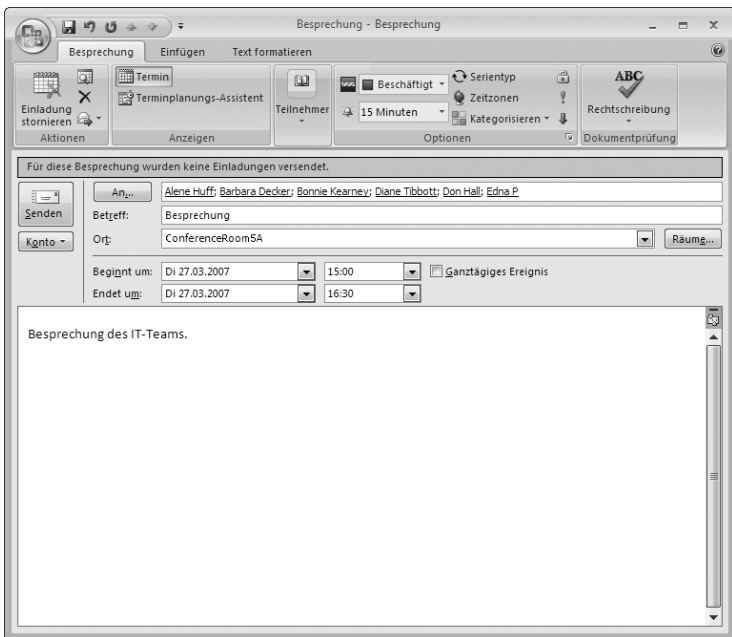 Besprechung - Besprechung
Besprechung Einfügen Text formatieren
Einladung stornieren
Termin
Terminplanungs-Assistent
Teilnehmer
Beschäftigt
15 Minuten
Serientyp
Zeitzonen
Kategorisieren
ABC
Rechtschreibung
Aktionen Anzeigen Optionen Dokumentprüfung
Für diese Besprechung wurden keine Einladungen versendet.
Senden
Konto
An... Alene Huff; Barbara Decker; Bonnie Kearney; Diane Tibbott; Don Hall; Edna P
Betreff: Besprechung
Ort: ConferenceRoom5A Räume...
Beginnt um: Di 27.03.2007 15:00 Ganztägiges Ereignis
Endet um: Di 27.03.2007 16:30
Besprechung des IT-Teams.